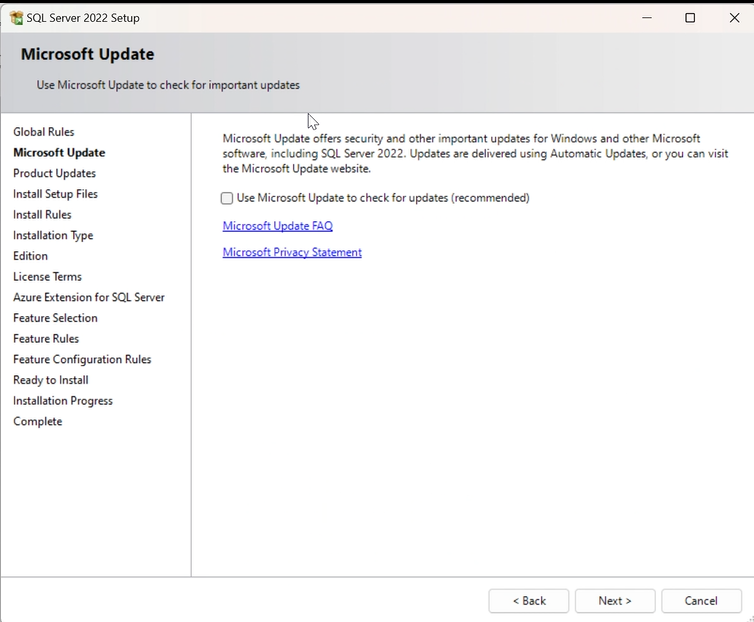 SQL Server 2022 Setup
Microsoft Update
Use Microsoft Update to check for important updates
Global Rules
Microsoft Update
Product Updates
Install Setup Files
Install Rules
Installation Type
Edition
License Terms
Azure Extension for SQL Server
Feature Selection
Feature Rules
Feature Configuration Rules
Ready to Install
Installation Progress
Complete
Microsoft Update offers security and other important updates for Windows and other Microsoft
software, including SQL Server 2022. Updates are delivered using Automatic Updates, or you can visit
the Microsoft Update website.
Use Microsoft Update to check for updates (recommended)
Microsoft Update FAQ
Microsoft Privacy Statement
< Back
Next >
Cancel